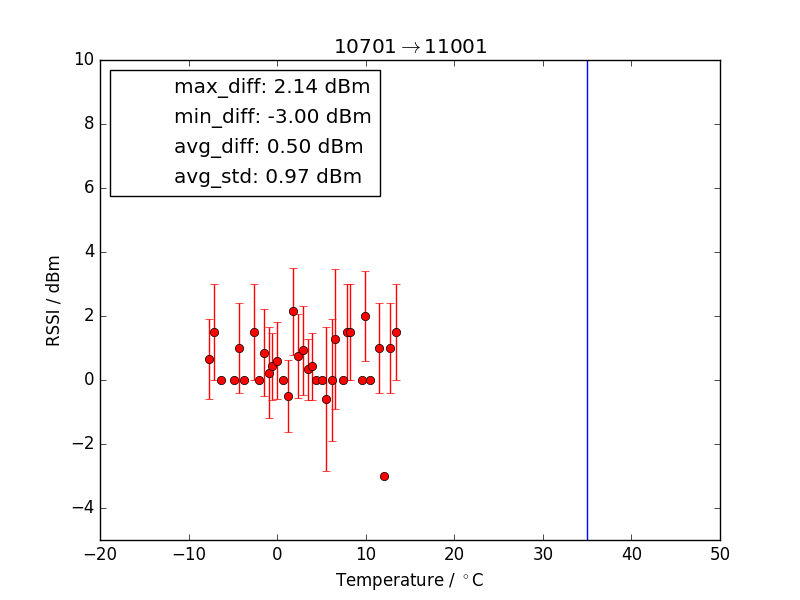 10701→11001
max_diff: 2.14 dBm
min_diff: -3.00 dBm
avg_diff: 0.50 dBm
avg_std: 0.97 dBm
RSSI / dBm
10
8
6
4
2
0
−2
−4
−20 −10 0 10 20 30 40 50
Temperature / °C